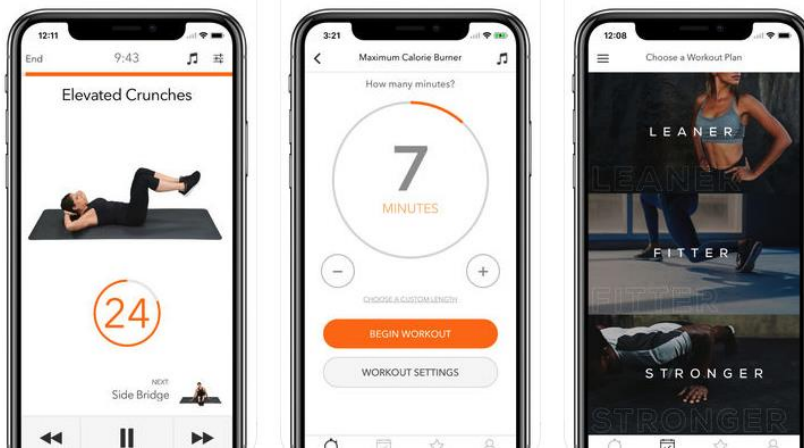 12:11
End 9:43
Elevated Crunches
24
NEXT
Side Bridge
3:21
Maximum Calorie Burner
How many minutes?
7
MINUTES
CHOOSE A CUSTOM LENGTH
BEGIN WORKOUT
WORKOUT SETTINGS
12:08
Choose a Workout Plan
LEANER
LEANER
FITTER
FITTER
STRONGER
STRONGER